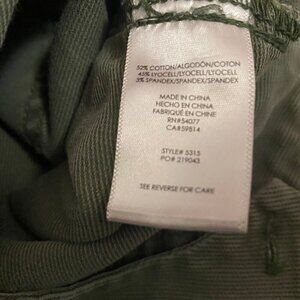 52% COTTON/ALGODÓN/COTON
45% LYOCELL/LYOCELL/LYOCELL
3% SPANDEX/SPANDEX/SPANDEX
MADE IN CHINA
HECHO EN CHINA
FABRIQUÉ EN CHINE
RN#54077
CA#59814
STYLE# 5315
PO# 219043
SEE REVERSE FOR CARE